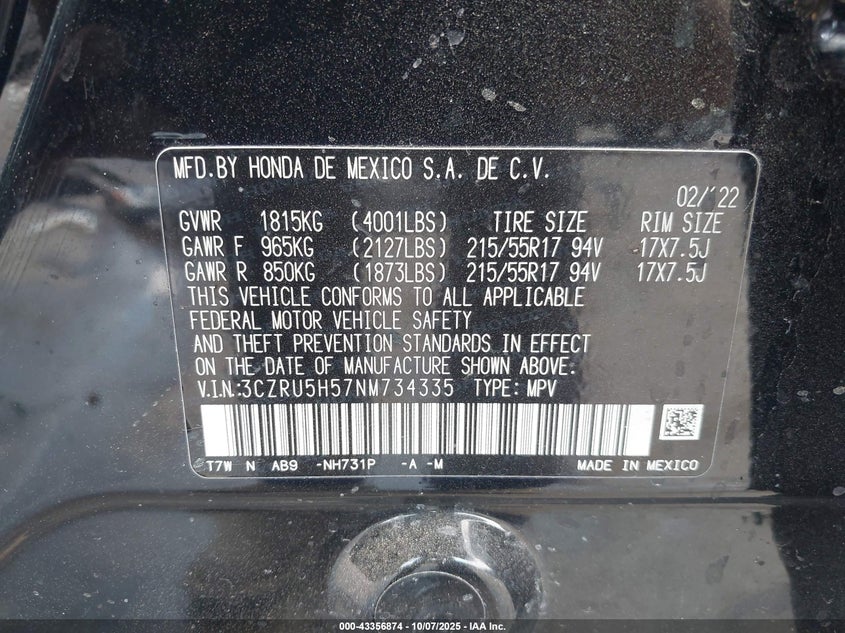 MFD.BY HONDA DE MEXICO S.A. DE C.V.
02/'22
GVWR 1815KG (4001LBS) TIRE SIZE RIM SIZE
GAWR F 965KG (2127LBS) 215/55R17 94V 17X7.5J
GAWR R 850KG (1873LBS) 215/55R17 94V 17X7.5J
THIS VEHICLE CONFORMS TO ALL APPLICABLE
FEDERAL MOTOR VEHICLE SAFETY
AND THEFT PREVENTION STANDARDS IN EFFECT
ON THE DATE OF MANUFACTURE SHOWN ABOVE.
V.I.N.:3CZRU5H57NM734335 TYPE: MPV
T7W N AB9 -NH731P -A -M MADE IN MEXICO
000-43356874 - 10/07/2025 - IAA Inc.